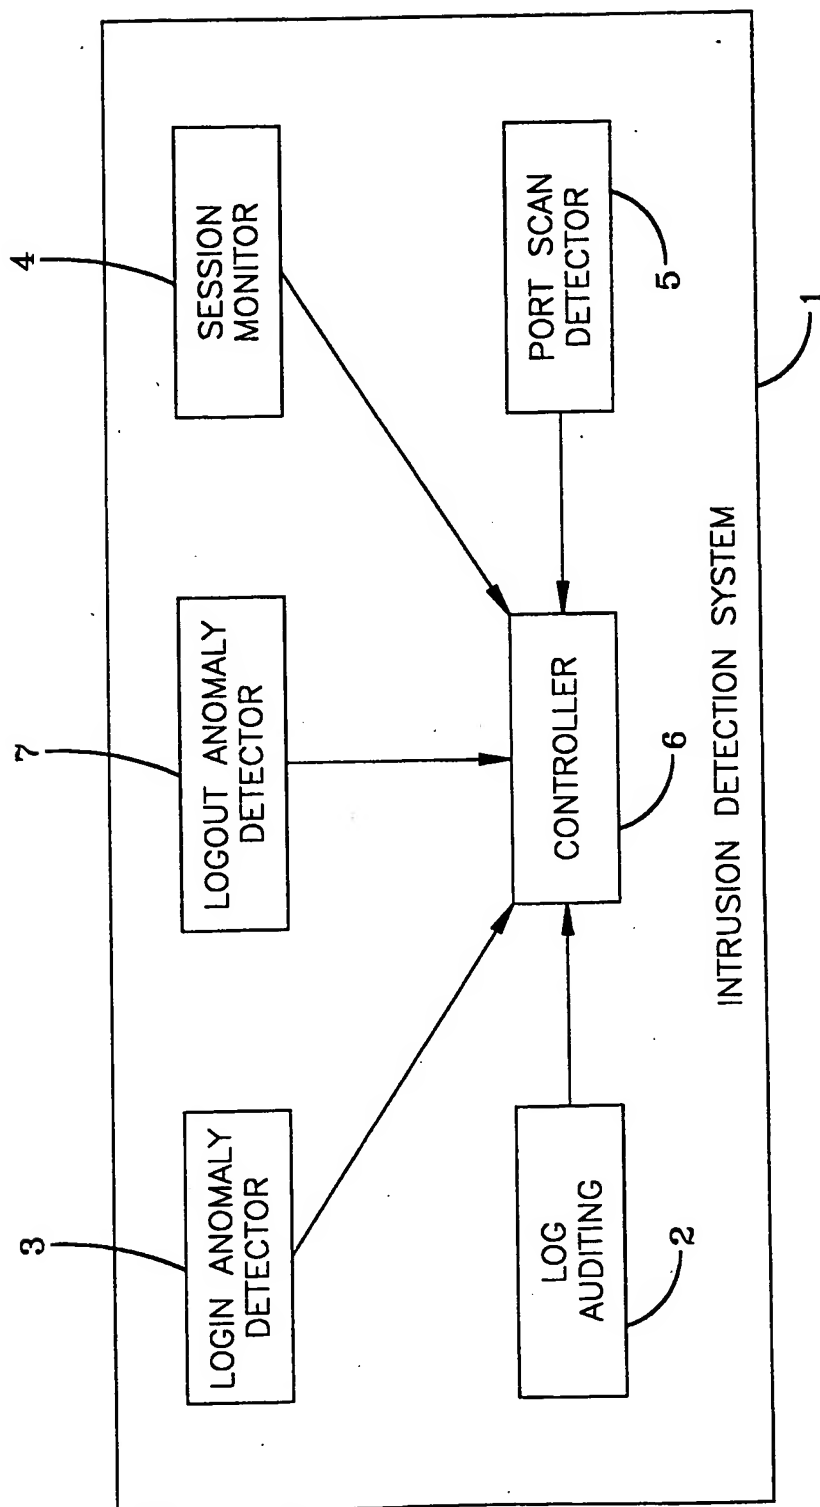 3
7
4
LOGIN ANOMALY
DETECTOR
LOGOUT ANOMALY
DETECTOR
SESSION
MONITOR
LOG
AUDITING
CONTROLLER
PORT SCAN
DETECTOR
2
6
5
INTRUSION DETECTION SYSTEM
1